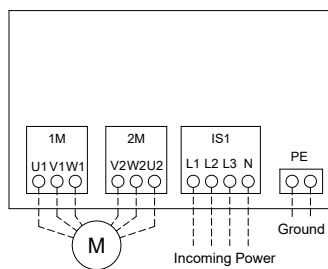 1M 2M IS1
U1 V1 W1 V2 W2 U2 L1 L2 L3 N PE
Ground
M
Incoming Power